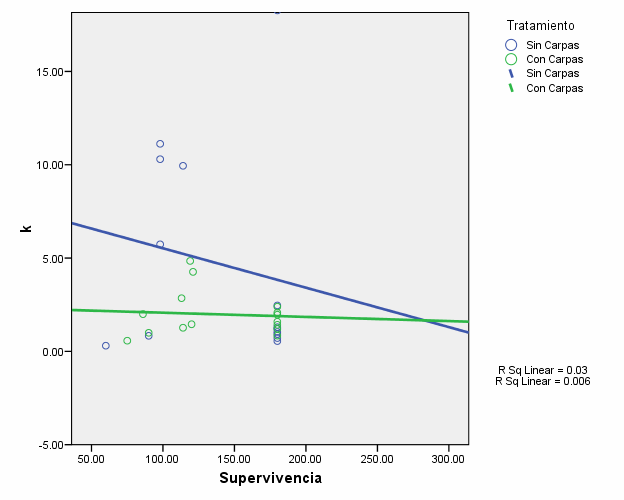 Tratamiento
Sin Carpas
Con Carpas
Sin Carpas
Con Carpas
15.00
10.00
5.00
0.00
-5.00
k
50.00 100.00 150.00 200.00 250.00 300.00
Supervivencia
R Sq Linear = 0.03
R Sq Linear = 0.006